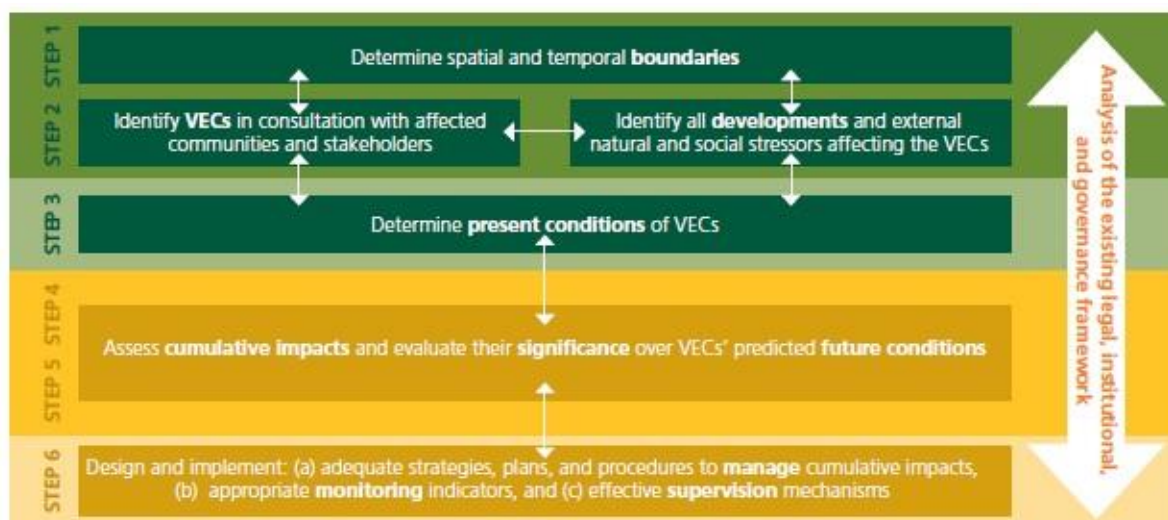 STEP 1
Determine spatial and temporal boundaries
STEP 2
Identify VECs in consultation with affected
communities and stakeholders
Identify all developments and external
natural and social stressors affecting the VECs
STEP 3
Determine present conditions of VECs
STEP 4
STEP 5
Assess cumulative impacts and evaluate their significance over VECs' predicted future conditions
STEP 6
Design and implement: (a) adequate strategies, plans, and procedures to manage cumulative impacts,
(b) appropriate monitoring indicators, and (c) effective supervision mechanisms
Analysis of the existing legal, institutional,
and governance framework